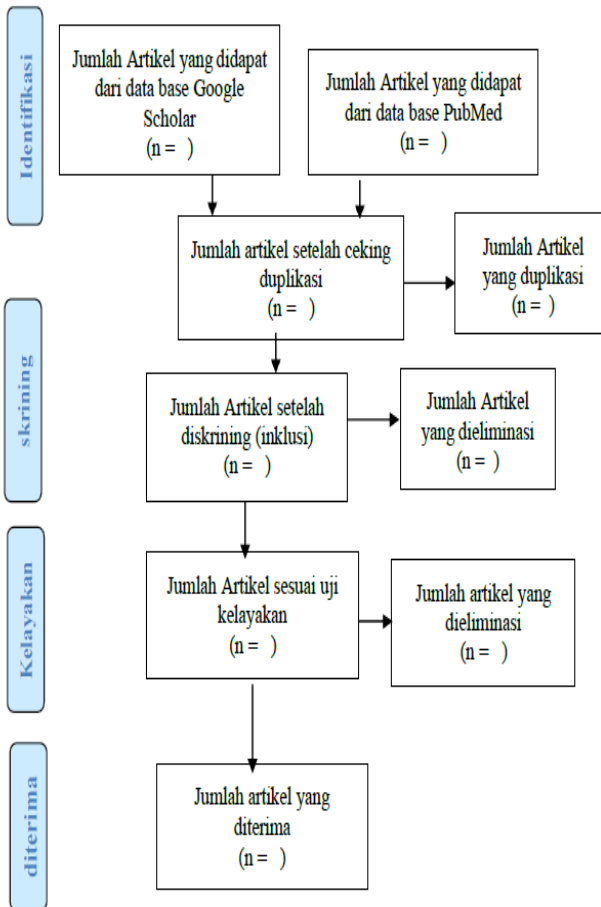 Identifikasi
Jumlah Artikel yang didapat
dari data base Google
Scholar
(n = )
Jumlah Artikel yang didapat
dari data base PubMed
(n = )
Jumlah artikel setelah ceking
duplikasi
(n = )
Jumlah Artikel
yang duplikasi
(n = )
skrining
Jumlah Artikel setelah
diskrining (inklusi)
(n = )
Jumlah Artikel
yang dieliminasi
(n = )
Kelayakan
Jumlah Artikel sesuai uji
kelayakan
(n = )
Jumlah artikel yang
dieliminasi
(n = )
diterima
Jumlah artikel yang
diterima
(n = )